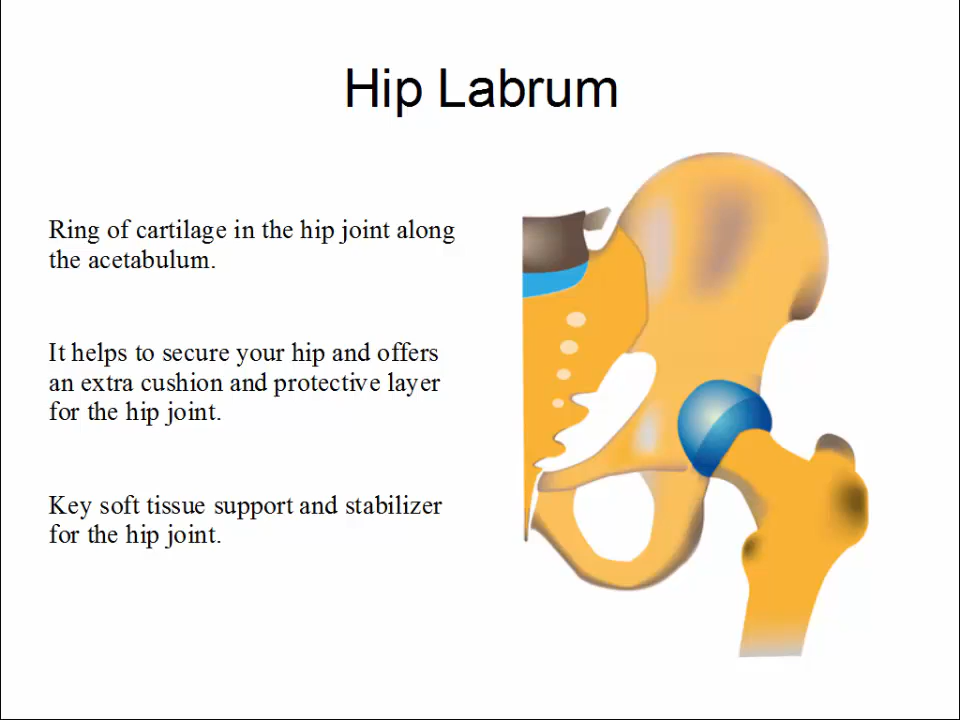 Hip Labrum
Ring of cartilage in the hip joint along
the acetabulum.
It helps to secure your hip and offers
an extra cushion and protective layer
for the hip joint.
Key soft tissue support and stabilizer
for the hip joint.